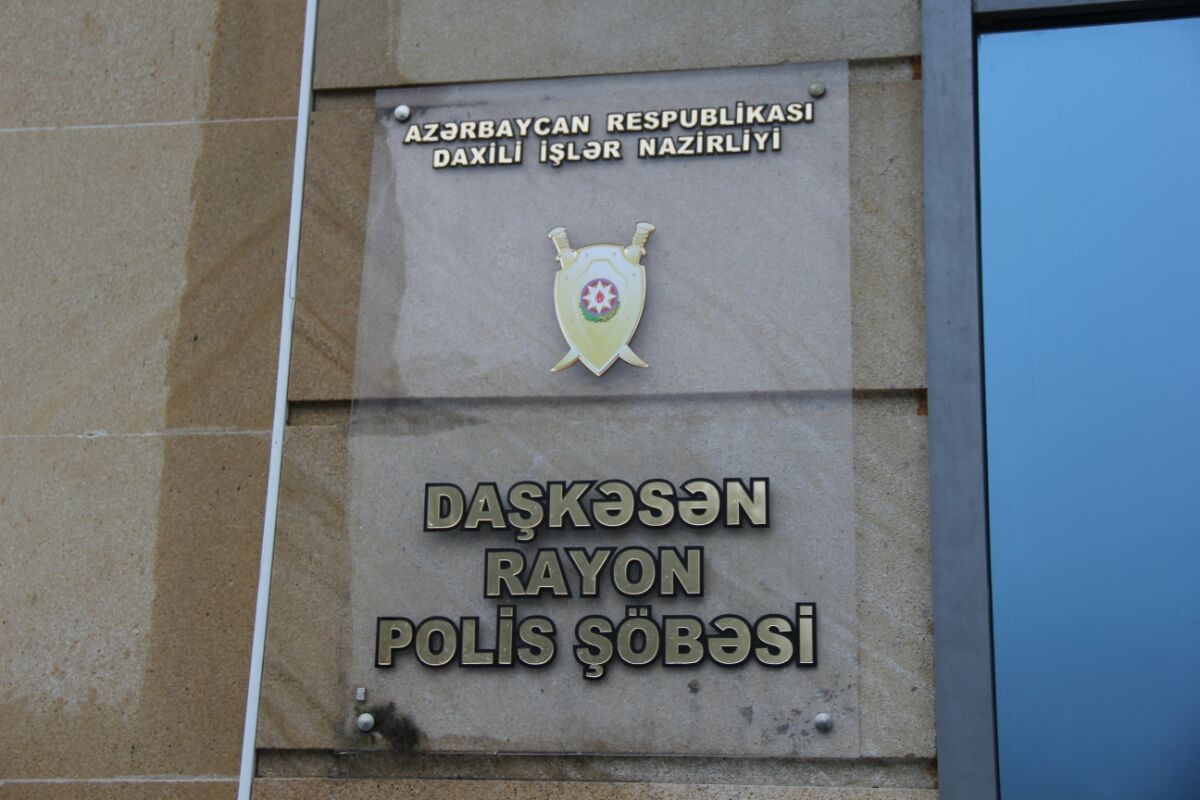 AZƏRBAYCAN RESPUBLİKASI
DAXİLİ İŞLƏR NAZİRLİYİ
DAŞKƏSƏN
RAYON
POLİS ŞÖBƏSİ